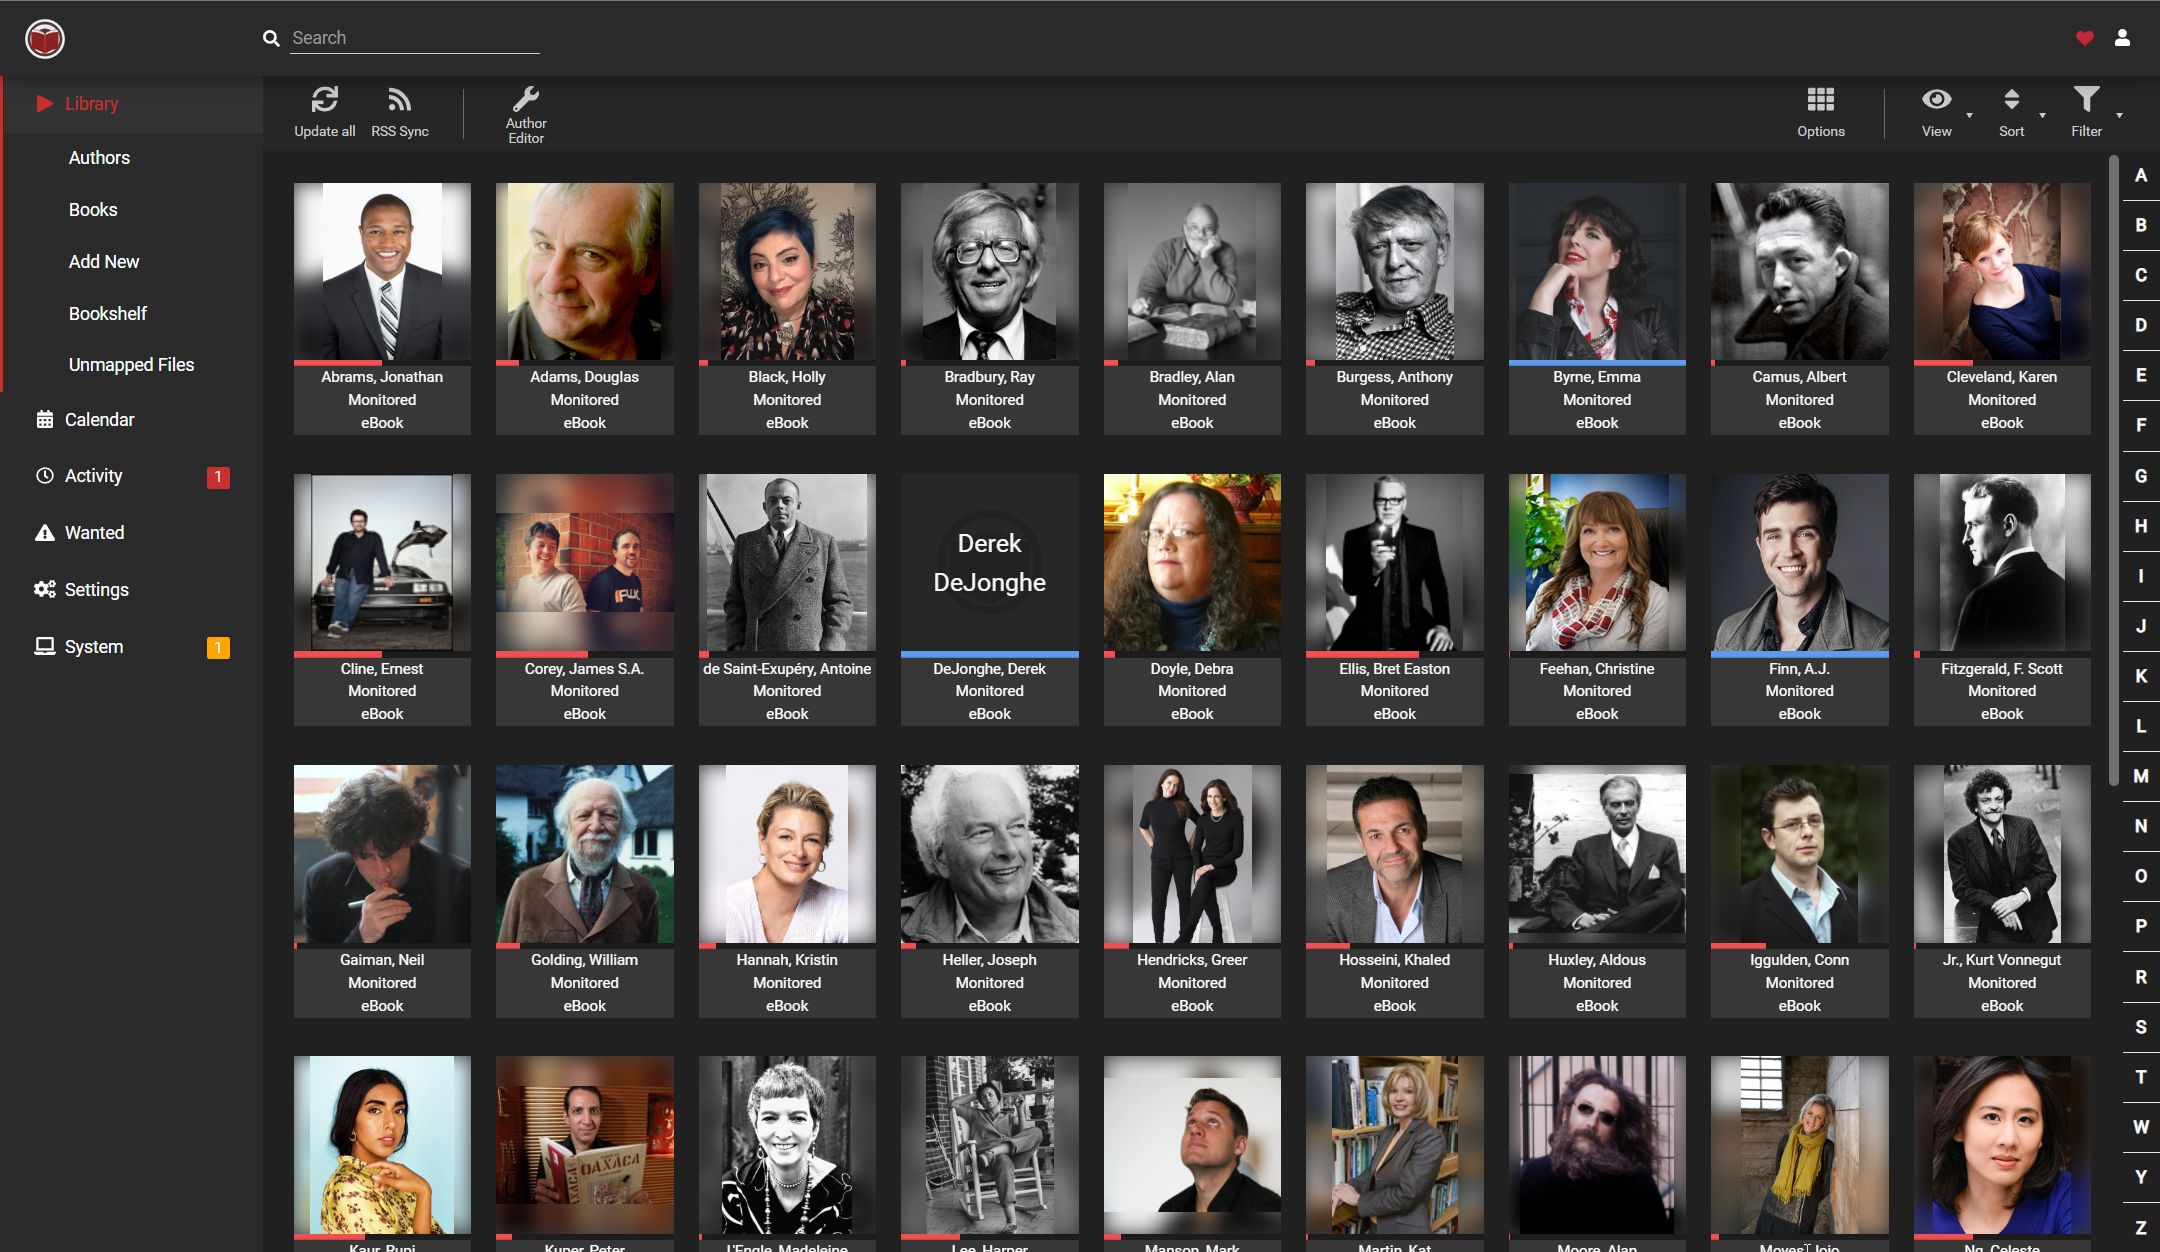 Search
Library
Authors
Books
Add New
Bookshelf
Unmapped Files
Calendar
Activity
1
Wanted
Settings
System
1
Update all
RSS Sync
Author
Editor
Options
View
Sort
Filter
Abrams, Jonathan
Monitored
eBook
Adams, Douglas
Monitored
eBook
Black, Holly
Monitored
eBook
Bradbury, Ray
Monitored
eBook
Bradley, Alan
Monitored
eBook
Burgess, Anthony
Monitored
eBook
Byrne, Emma
Monitored
eBook
Camus, Albert
Monitored
eBook
Cleveland, Karen
Monitored
eBook
Cline, Ernest
Monitored
eBook
Corey, James S.A.
Monitored
eBook
de Saint-Exupéry, Antoine
Monitored
eBook
Derek
DeJonghe
DeJonghe, Derek
Monitored
eBook
Doyle, Debra
Monitored
eBook
Ellis, Bret Easton
Monitored
eBook
Feehan, Christine
Monitored
eBook
Finn, A.J.
Monitored
eBook
Fitzgerald, F. Scott
Monitored
eBook
Gaiman, Neil
Monitored
eBook
Golding, William
Monitored
eBook
Hannah, Kristin
Monitored
eBook
Heller, Joseph
Monitored
eBook
Hendricks, Greer
Monitored
eBook
Hosseini, Khaled
Monitored
eBook
Huxley, Aldous
Monitored
eBook
Iggulden, Conn
Monitored
eBook
Jr., Kurt Vonnegut
Monitored
eBook
OAXACA
Kaur, Rupi
Kuper, Peter
L'Engle, Madeleine
Lee, Harper
Manson, Mark
Martin, Kat
Moore, Alan
Moyes, Jojo
Ng, Celeste
A
B
C
D
E
F
G
H
I
J
K
L
M
N
O
P
R
S
T
W
Y
Z